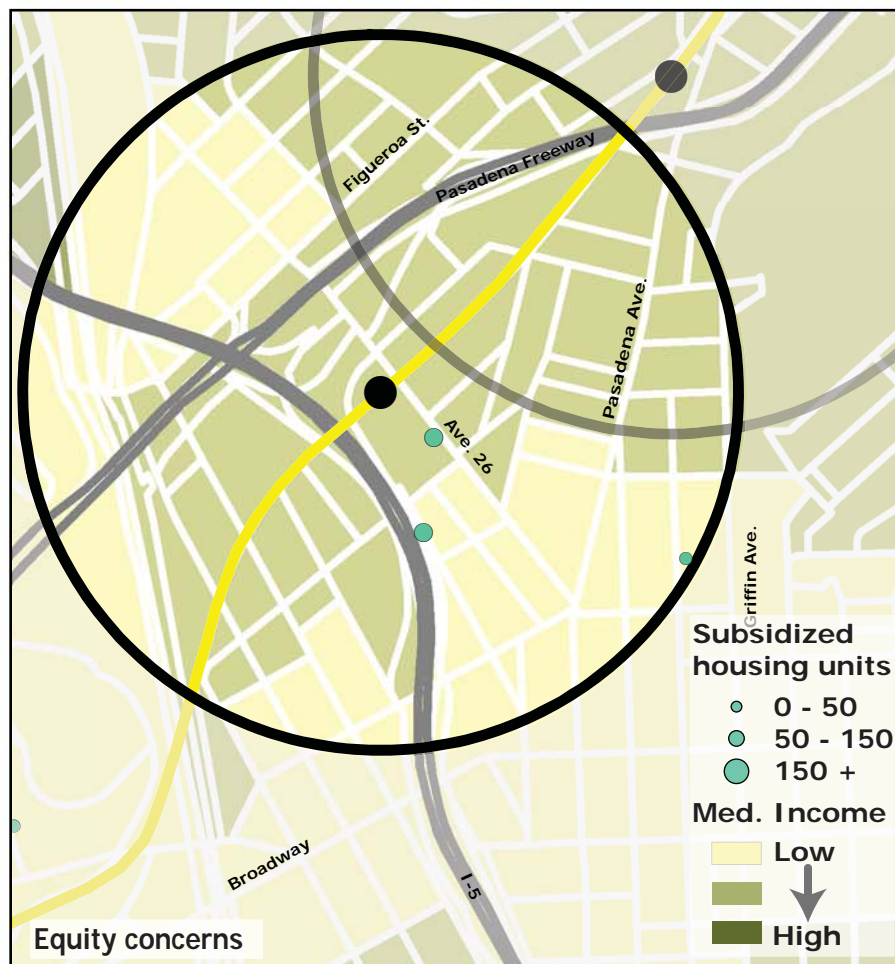 Figueroa St.
Pasadena Freeway
Pasadena Ave.
Ave. 26
Griffin Ave.
Subsidized
housing units
0 - 50
50 - 150
150 +
Med. Income
Low
High
Broadway
I-5
Equity concerns